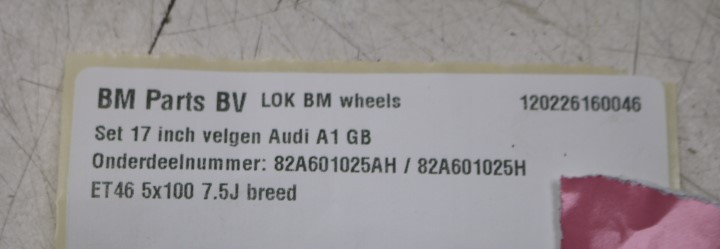 BM Parts BV LOK BM wheels 120226160046
Set 17 inch velgen Audi A1 GB
Onderdeelnummer: 82A601025AH / 82A601025H
ET46 5x100 7.5J breed